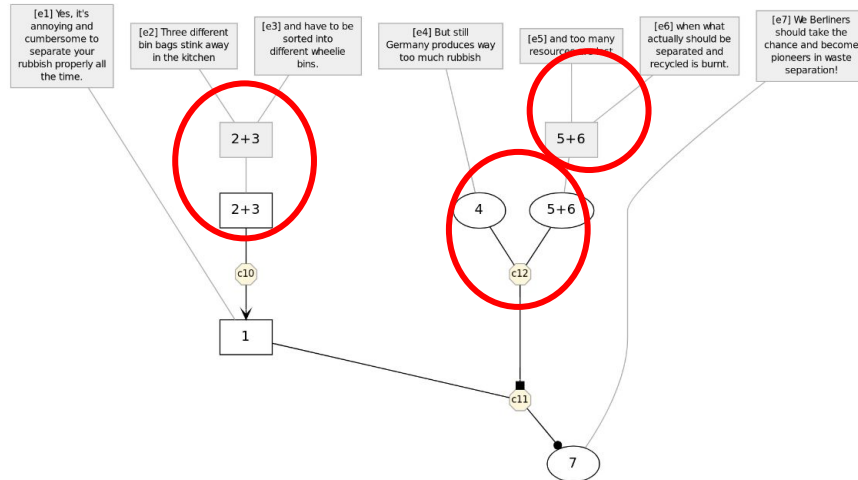 [e1] Yes, it's
annoying and
cumbersome to
separate your
rubbish properly all
the time.
[e2] Three different
bin bags stink away
in the kitchen
[e3] and have to be
sorted into
different wheelie
bins.
[e4] But still
Germany produces way
too much rubbish
[e5] and too many
resources are lost
[e6] when what
actually should be
separated and
recycled is burnt.
[e7] We Berliners
should take the
chance and become
pioneers in waste
separation!
2+3
5+6
2+3
4
5+6
c10
c12
1
c11
7